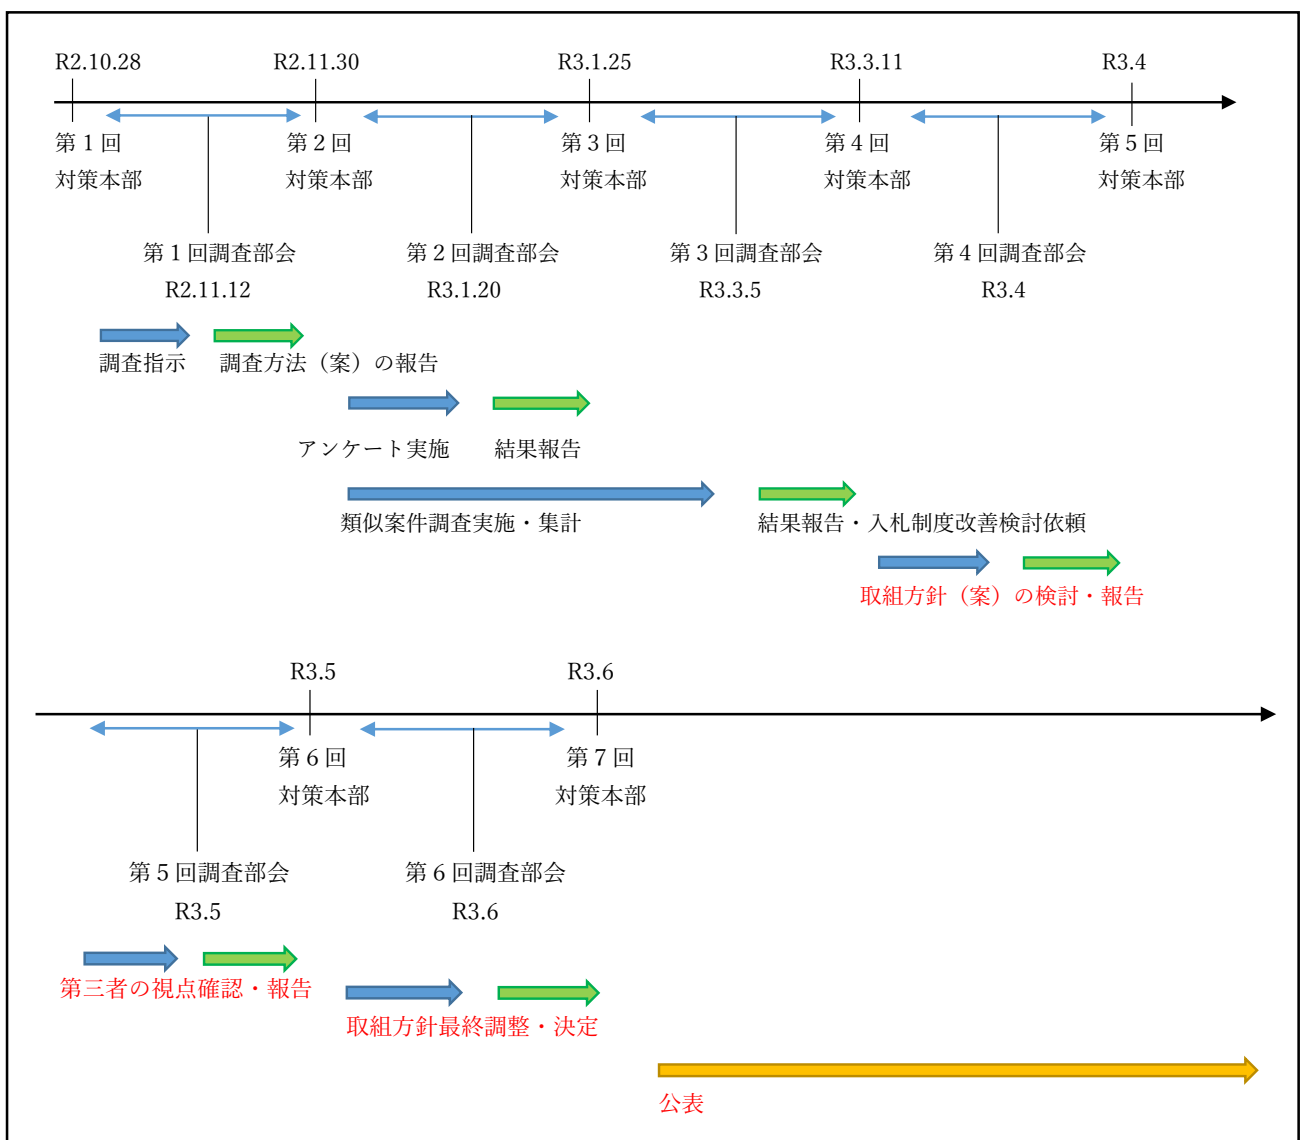 R2.10.28
R2.11.30
R3.1.25
R3.3.11
R3.4
第１回
対策本部
第２回
対策本部
第３回
対策本部
第４回
対策本部
第５回
対策本部
第１回調査部会
R2.11.12
第２回調査部会
R3.1.20
第３回調査部会
R3.3.5
第４回調査部会
R3.4
調査指示
調査方法（案）の報告
アンケート実施
結果報告
類似案件調査実施・集計
結果報告・入札制度改善検討依頼
取組方針（案）の検討・報告
R3.5
R3.6
第６回
対策本部
第７回
対策本部
第５回調査部会
R3.5
第６回調査部会
R3.6
第三者の視点確認・報告
取組方針最終調整・決定
公表